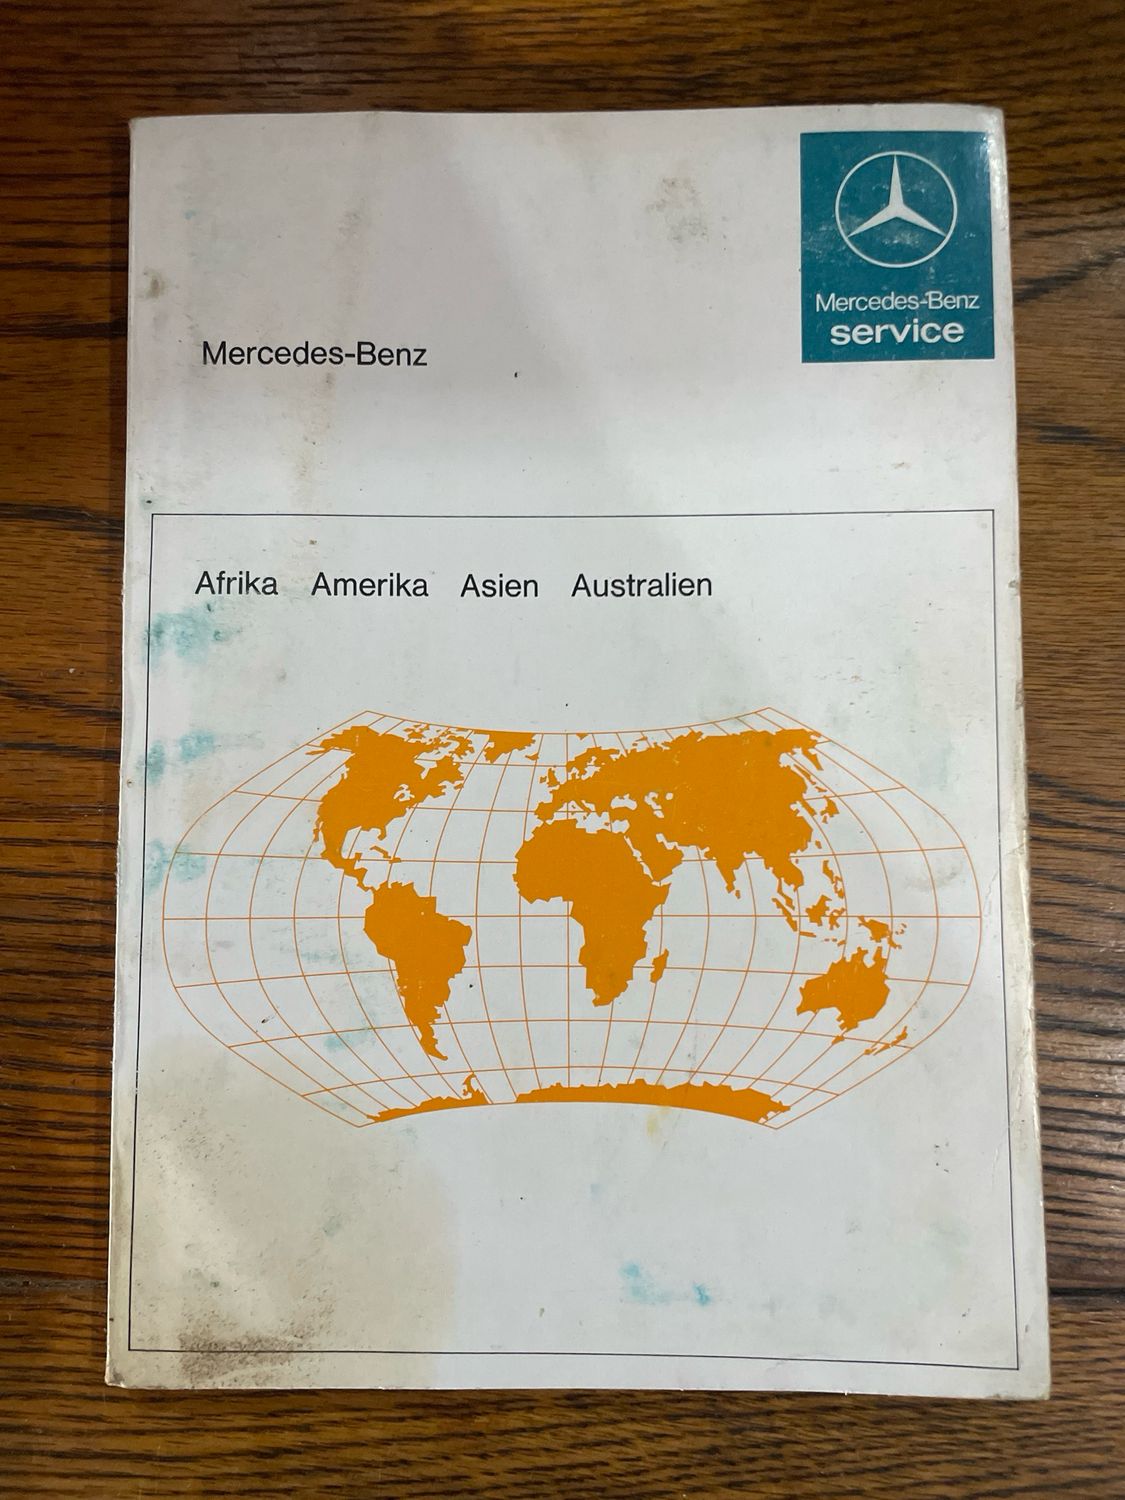 Mercedes-Benz
service
Mercedes-Benz
Afrika Amerika Asien Australien